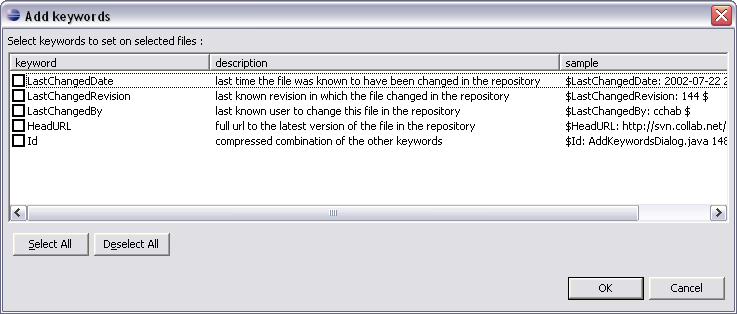 Add keywords
Select keywords to set on selected files :
keyword description sample
LastChangedDate last time the file was known to have been changed in the repository $LastChangedDate: 2002-07-22 2
LastChangedRevision last known revision in which the file changed in the repository $LastChangedRevision: 144 $
LastChangedBy last known user to change this file in the repository $LastChangedBy: cchab $
HeadURL full url to the latest version of the file in the repository $HeadURL: http://svn.collab.net/
Id compressed combination of the other keywords $Id: AddKeywordsDialog.java 148
Select All Deselect All
OK Cancel